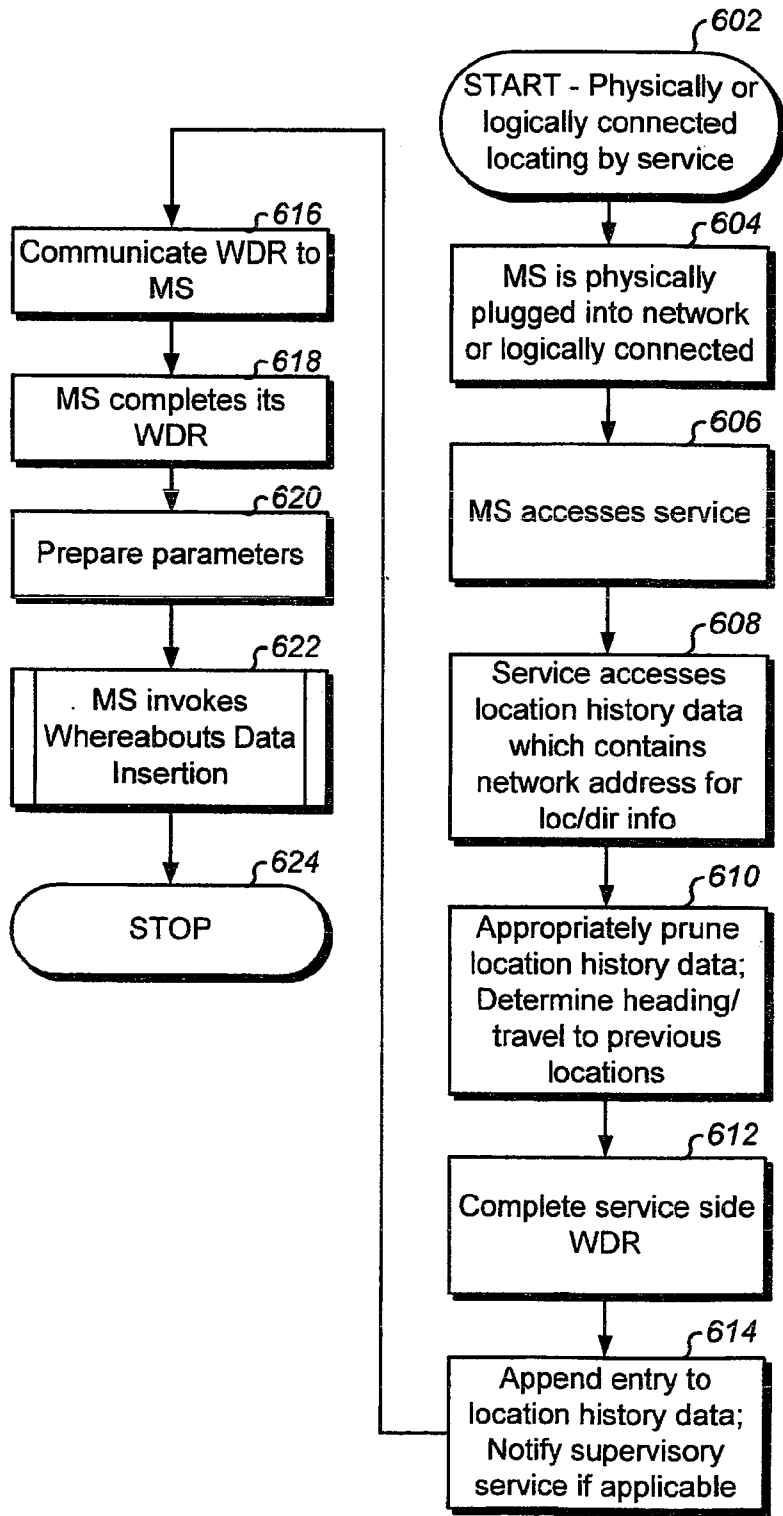 602
START - Physically or
logically connected
locating by service
604
MS is physically
plugged into network
or logically connected
606
MS accesses service
608
Service accesses
location history data
which contains
network address for
loc/dir info
610
Appropriately prune
location history data;
Determine heading/
travel to previous
locations
612
Complete service side
WDR
614
Append entry to
location history data;
Notify supervisory
service if applicable
616
Communicate WDR to
MS
618
MS completes its
WDR
620
Prepare parameters
622
MS invokes
Whereabouts Data
Insertion
624
STOP